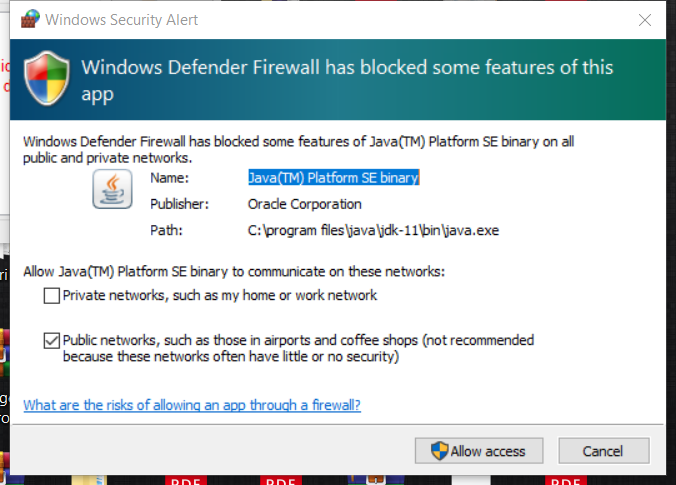 Windows Security Alert
Windows Defender Firewall has blocked some features of this
app
Windows Defender Firewall has blocked some features of Java(TM) Platform SE binary on all
public and private networks.
Name: Java(TM) Platform SE binary
Publisher: Oracle Corporation
Path: C:\program files\java\jdk-11\bin\java.exe
Allow Java(TM) Platform SE binary to communicate on these networks:
Private networks, such as my home or work network
Public networks, such as those in airports and coffee shops (not recommended
because these networks often have little or no security)
What are the risks of allowing an app through a firewall?
Allow access Cancel